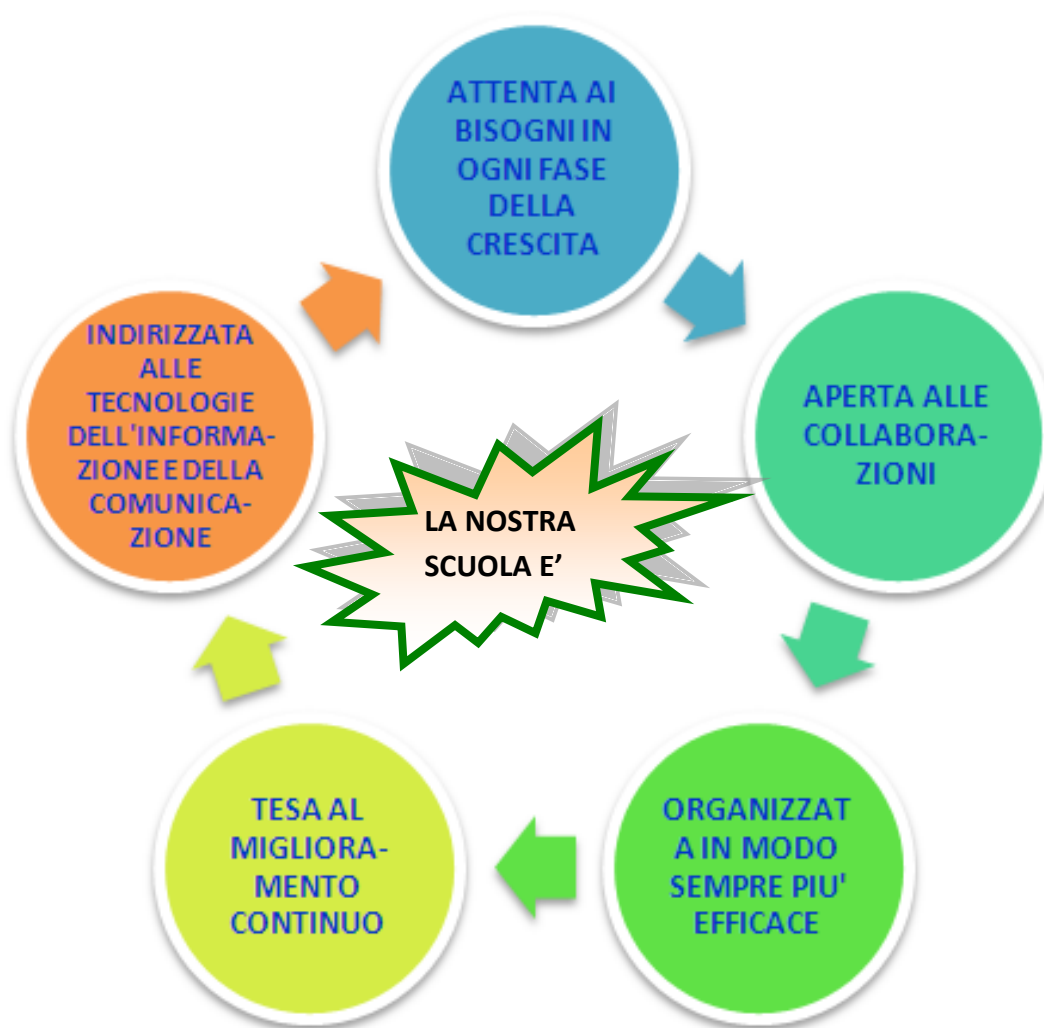 ATTENTA AI
BISOGNI IN
OGNI FASE
DELLA
CRESCITA
APERTA ALLE
COLLABORA-
ZIONI
ORGANIZZAT
A IN MODO
SEMPRE PIU'
EFFICACE
TESA AL
MIGLIORA-
MENTO
CONTINUO
INDIRIZZATA
ALLE
TECNOLOGIE
DELL'INFORMA-
ZIONE E DELLA
COMUNICA-
ZIONE
LA NOSTRA
SCUOLA E’